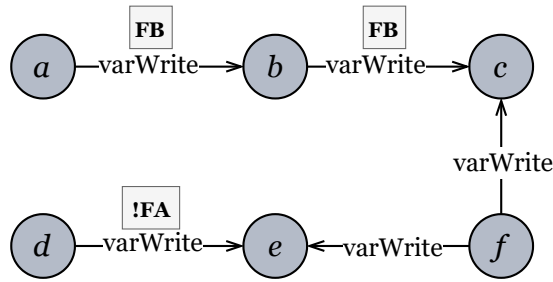 FB FB
a varWrite b varWrite c
varWrite
!FA
d varWrite e varWrite f